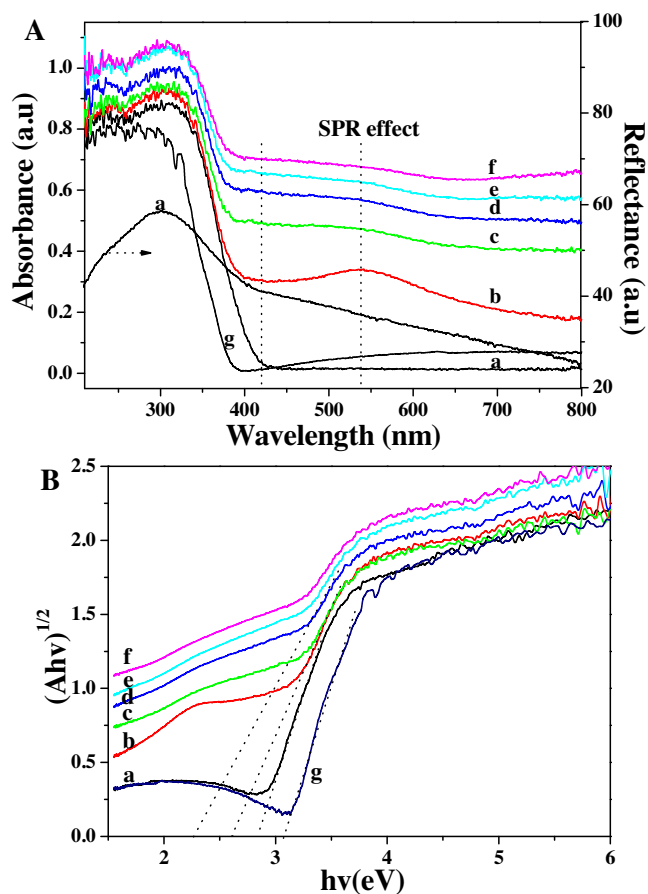 A
100
1.0
80
0.8
SPR effect
f
e
0.6
d
60
a
c
0.4
b
40
0.2
g
a
0.0
20
300 400 500 600 700 800
Absorbance (a.u)
Reflectance (a.u)
Wavelength (nm)
B
2.5
2.0
1.5
f
e
1.0
d
c
b
0.5
a
g
0.0
2 3 4 5 6
(Ahv)1/2
hv(eV)